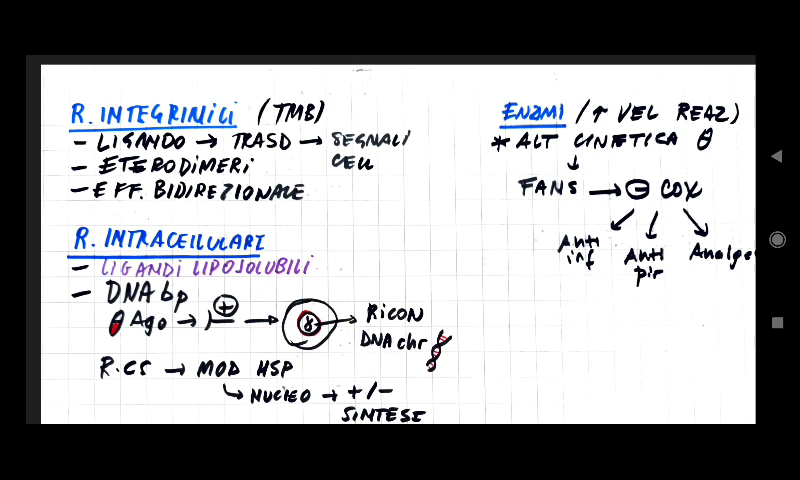 R. INTEGRINICI (TMB)
- LIGANDO → TRASD → SEGNALI
CELL
- ETERODIMERI
- EFF. BIDIREZIONALE
R. INTRACELLULARI
- LIGANDI LIPOSOLUBILI
- DNA bp
Ago → + → → RICON
DNA chr
R. CS → MOD HSP
↳ NUCLEO → +/-
SINTESI
ENZIMI / ↑ VEL REAZ)
* ALT CINETICA
↓
FANS → ⊖ COX
Anti
inf
Anti
pir
Analge